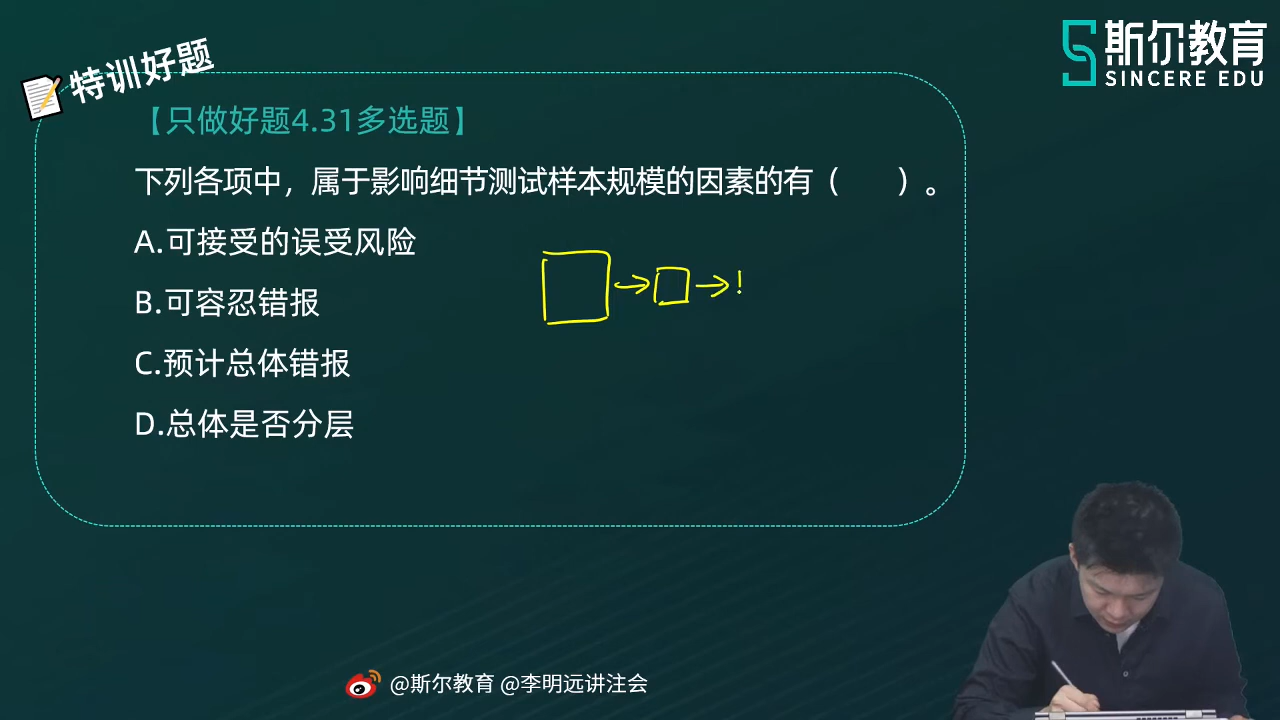 特训好题
斯尔教育
SINCERE EDU
【只做好题4.31多选题】
下列各项中，属于影响细节测试样本规模的因素的有（　　）。
A.可接受的误受风险
B.可容忍错报
C.预计总体错报
D.总体是否分层
!
@斯尔教育 @李明远讲注会